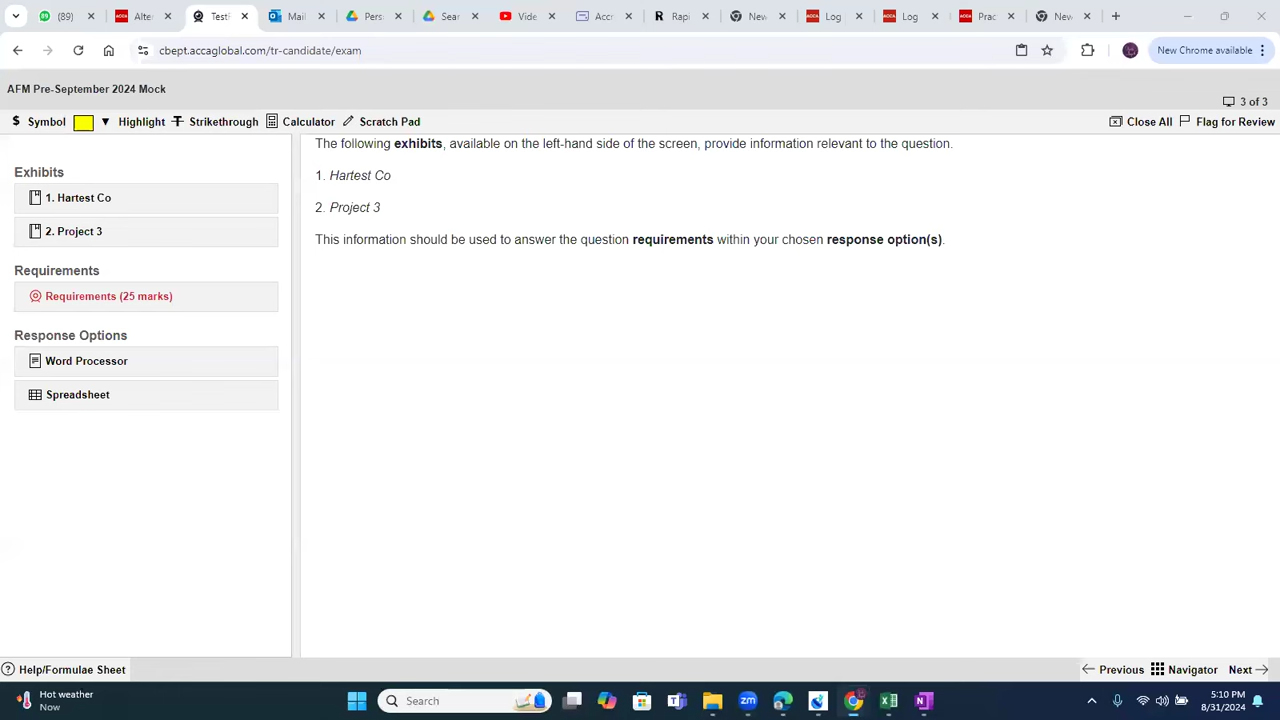 (89)
Alter
TestR
Mail
Pers
Sear
Vide
Accr
Rapi
New
Log
Log
Prac
New
cbept.accaglobal.com/tr-candidate/exam
New Chrome available
AFM Pre-September 2024 Mock
3 of 3
$ Symbol
Highlight
T Strikethrough
Calculator
Scratch Pad
Close All
Flag for Review
The following exhibits, available on the left-hand side of the screen, provide information relevant to the question.
Exhibits
1. Hartest Co
1. Hartest Co
2. Project 3
2. Project 3
This information should be used to answer the question requirements within your chosen response option(s).
Requirements
Requirements (25 marks)
Response Options
Word Processor
Spreadsheet
? Help/Formulae Sheet
Previous
Navigator
Next
Hot weather
Now
Search
zm
5:10 PM
8/31/2024